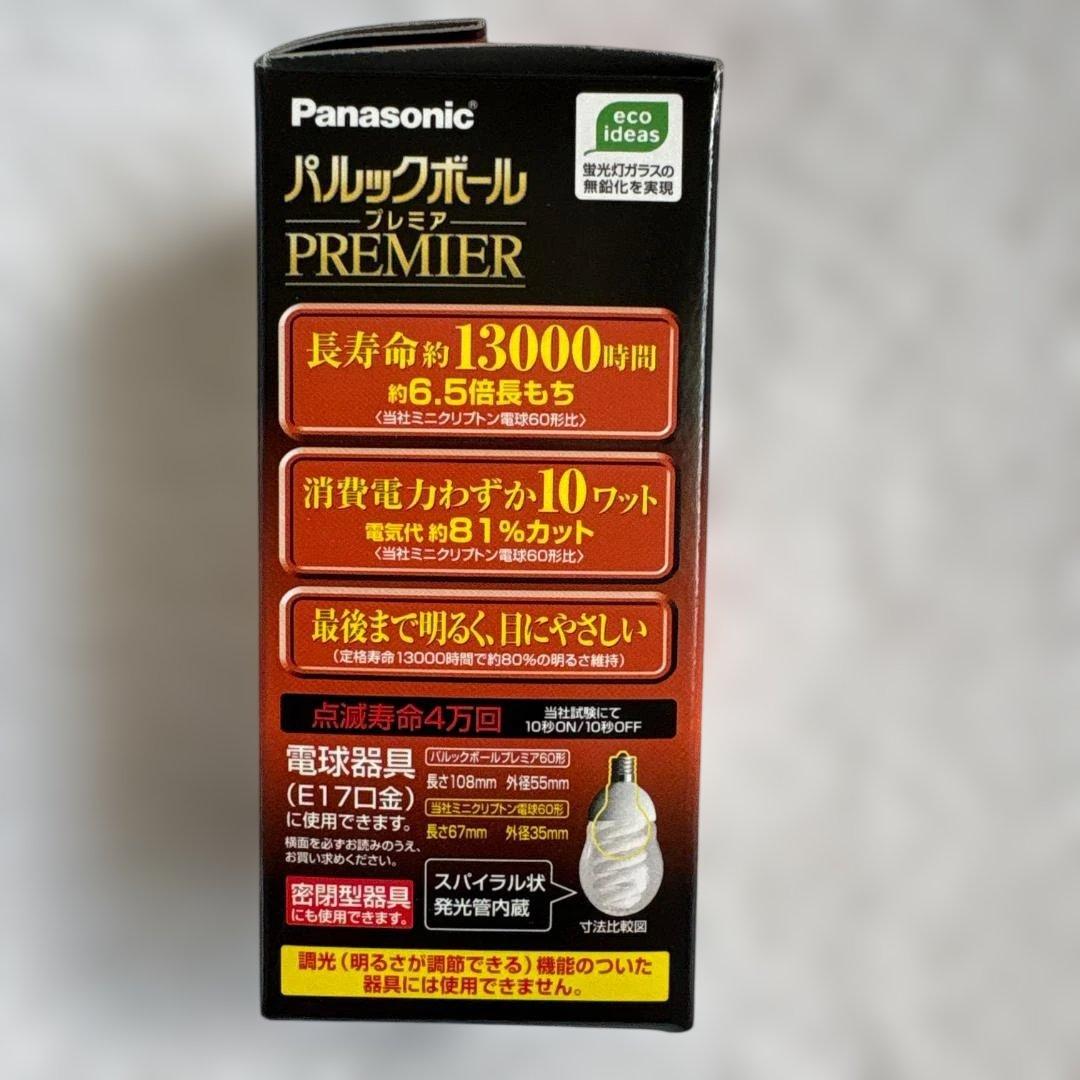 Panasonic®
eco
ideas
蛍光灯ガラスの
無鉛化を実現
パルックボール
プレミア
PREMIER
長寿命約13000時間
約6.5倍長もち
〈当社ミニクリプトン電球60形比〉
消費電力わずか10ワット
電気代 約81%カット
〈当社ミニクリプトン電球60形比〉
最後まで明るく、目にやさしい
(定格寿命13000時間で約80%の明るさ維持)
点滅寿命4万回
当社試験にて
10秒ON/10秒OFF
電球器具
(E17口金)
に使用できます。
横面を必ずお読みのうえ、
お買い求めください。
パルックボールプレミア60形
長さ108mm 外径55mm
当社ミニクリプトン電球60形
長さ67mm 外径35mm
密閉型器具
にも使用できます。
スパイラル状
発光管内蔵
寸法比較図
調光(明るさが調節できる)機能のついた
器具には使用できません。